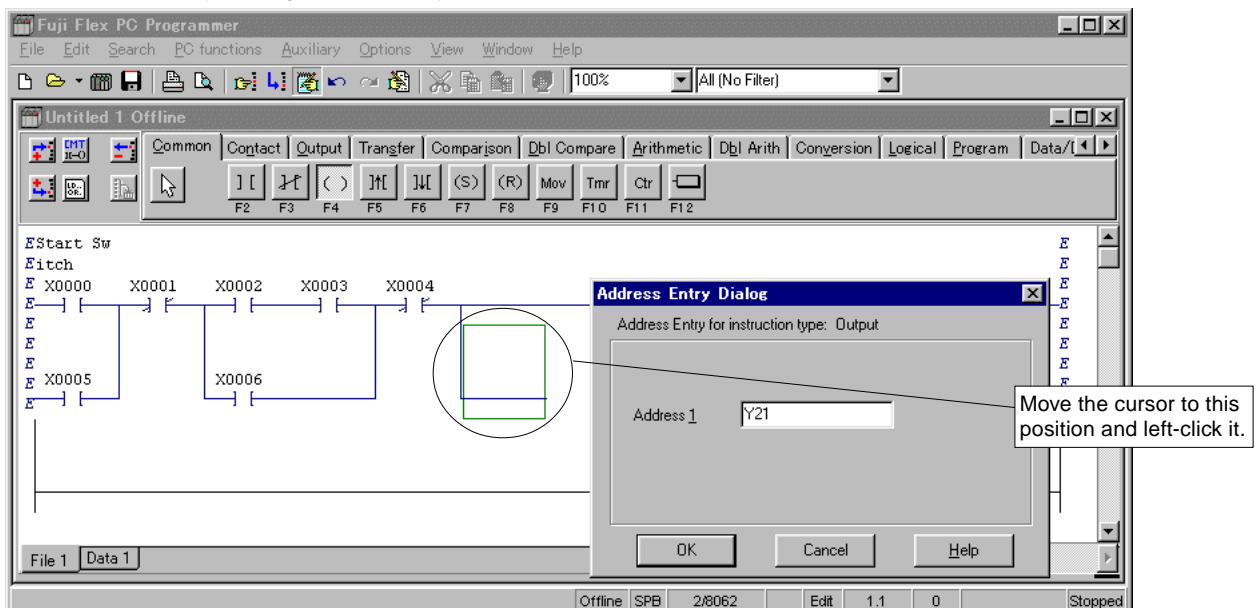 Fuji Flex PC Programmer
File Edit Search PC functions Auxiliary Options View Window Help
100% All (No Filter)
Untitled 1 Offline
CMT
Common Contact Output Transfer Comparison Dbl Compare Arithmetic Dbl Arith Conversion Logical Program Data/
LD..
OR.
(S) (R) Mov Tmr Ctr
F2 F3 F4 F5 F6 F7 F8 F9 F10 F11 F12
E Start Sw E
E itch E
E X0000 X0001 X0002 X0003 X0004 E
E E
E E
E E
E E
E X0005 X0006 E
E
Address Entry Dialog
Address Entry for instruction type: Output
Address 1 Y21
OK Cancel Help
Move the cursor to this
position and left-click it.
File 1 Data 1
Offline SPB 2/8062 Edit 1.1 0 Stopped